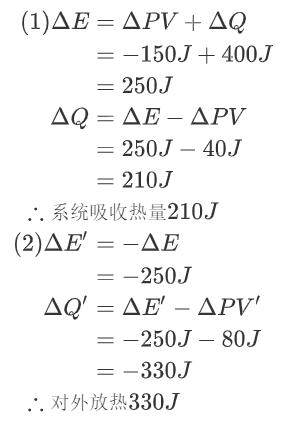 (1)ΔE = ΔPV + ΔQ
= −150J + 400J
= 250J
ΔQ = ΔE − ΔPV
= 250J − 40J
= 210J
∴ 系统吸收热量210J
(2)ΔE′ = −ΔE
= −250J
ΔQ′ = ΔE′ − ΔPV′
= −250J − 80J
= −330J
∴ 对外放热330J